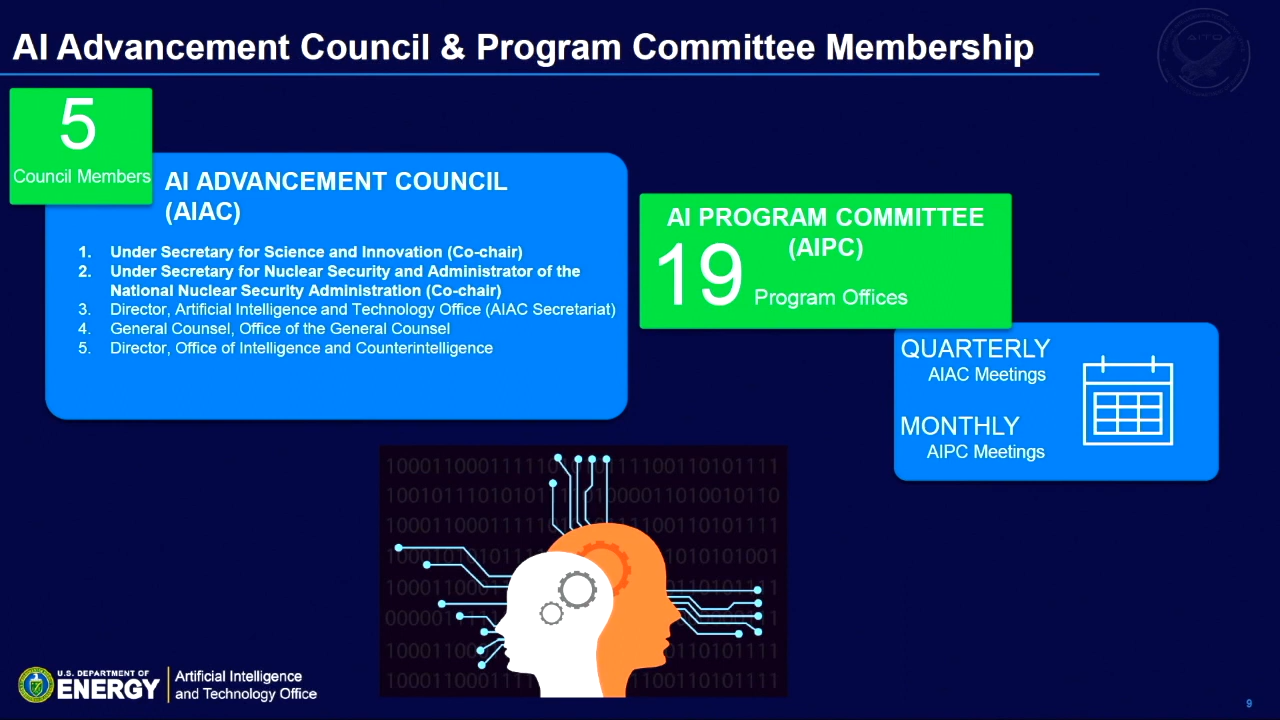 AI Advancement Council & Program Committee Membership
AITO
5
Council Members
AI ADVANCEMENT COUNCIL
(AIAC)
1. Under Secretary for Science and Innovation (Co-chair)
2. Under Secretary for Nuclear Security and Administrator of the
National Nuclear Security Administration (Co-chair)
3. Director, Artificial Intelligence and Technology Office (AIAC Secretariat)
4. General Counsel, Office of the General Counsel
5. Director, Office of Intelligence and Counterintelligence
AI PROGRAM COMMITTEE
(AIPC)
19 Program Offices
QUARTERLY
AIAC Meetings
MONTHLY
AIPC Meetings
U.S. DEPARTMENT OF
ENERGY
Artificial Intelligence
and Technology Office
9